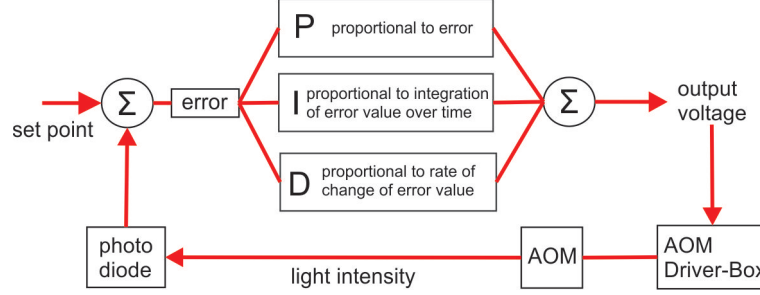 P proportional to error
set point
Σ
error
I proportional to integration
of error value over time
Σ
output
voltage
D proportional to rate of
change of error value
photo
diode
light intensity
AOM
AOM
Driver-Box